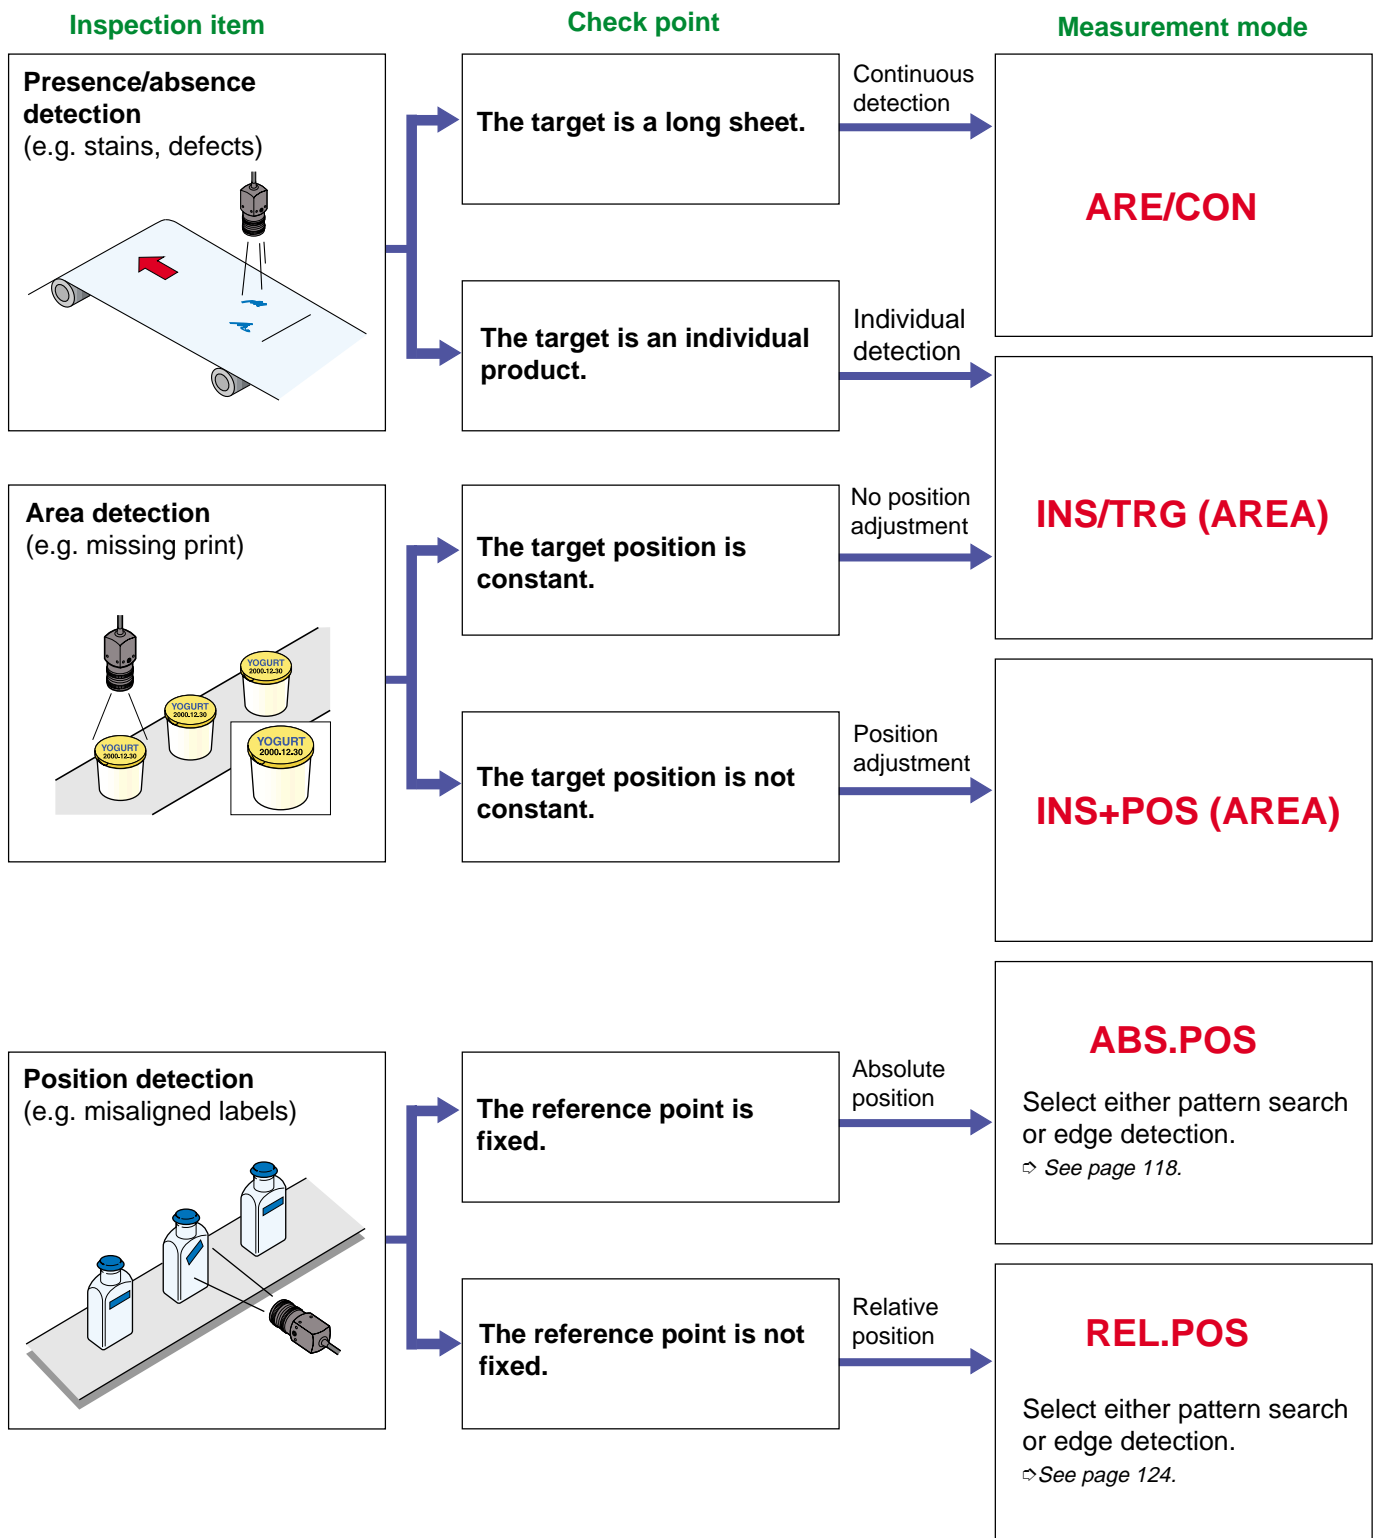 Inspection item
Check point
Measurement mode
Presence/absence
detection
(e.g. stains, defects)
The target is a long sheet.
Continuous
detection
ARE/CON
The target is an individual
product.
Individual
detection
INS/TRG (AREA)
Area detection
(e.g. missing print)
YOGURT
2000.12.30
YOGURT
2000.12.30
YOGURT
2000.12.30
YOGURT
2000.12.30
The target position is
constant.
No position
adjustment
The target position is not
constant.
Position
adjustment
INS+POS (AREA)
Position detection
(e.g. misaligned labels)
The reference point is
fixed.
Absolute
position
ABS.POS
Select either pattern search
or edge detection.
➩ See page 118.
The reference point is not
fixed.
Relative
position
REL.POS
Select either pattern search
or edge detection.
➩See page 124.